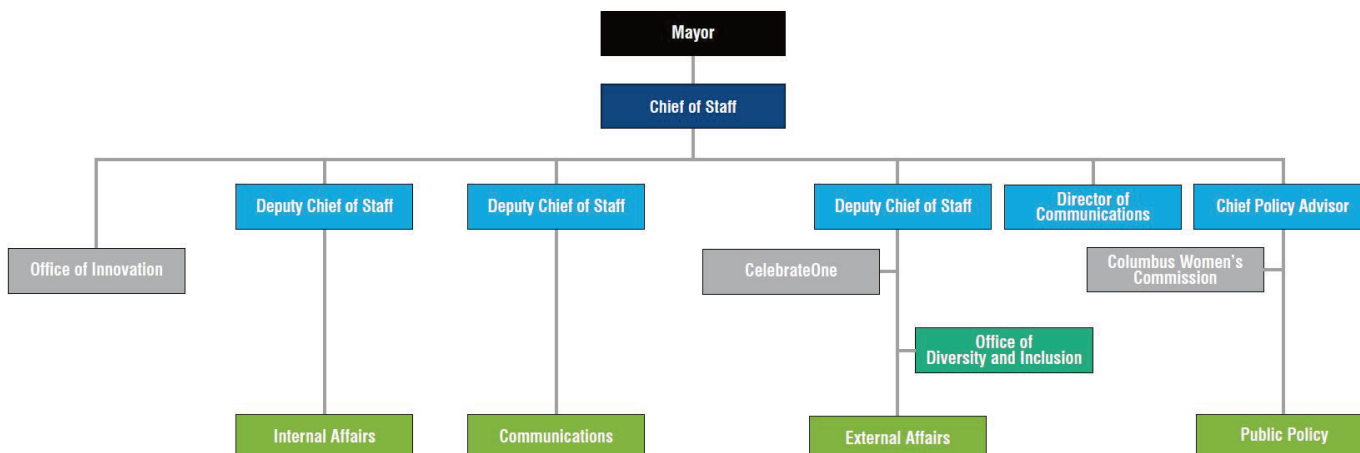 Mayor
Chief of Staff
Deputy Chief of Staff
Deputy Chief of Staff
Deputy Chief of Staff
Director of
Communications
Chief Policy Advisor
Office of Innovation
CelebrateOne
Columbus Women's
Commission
Office of
Diversity and Inclusion
Internal Affairs
Communications
External Affairs
Public Policy